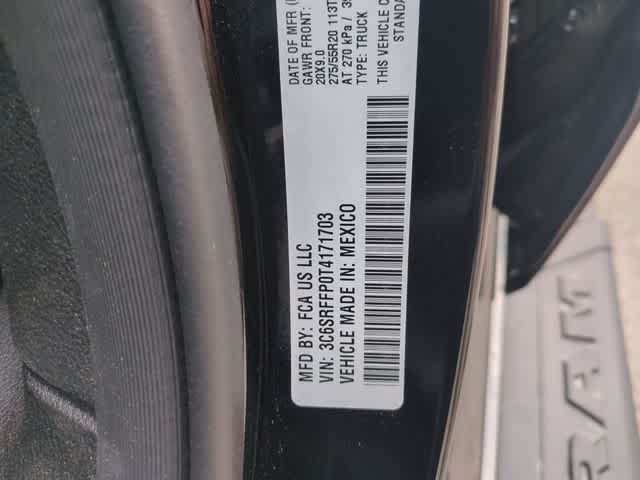 DATE OF MFR
GAWR FRONT:
20X9.0
275/55R20 113T
AT 270 kPa /
TYPE: TRUCK
THIS VEHICLE
STANDA
MFD BY: FCA US LLC
VIN: 3C6SRFFP0T4171703
VEHICLE MADE IN: MEXICO
RAM